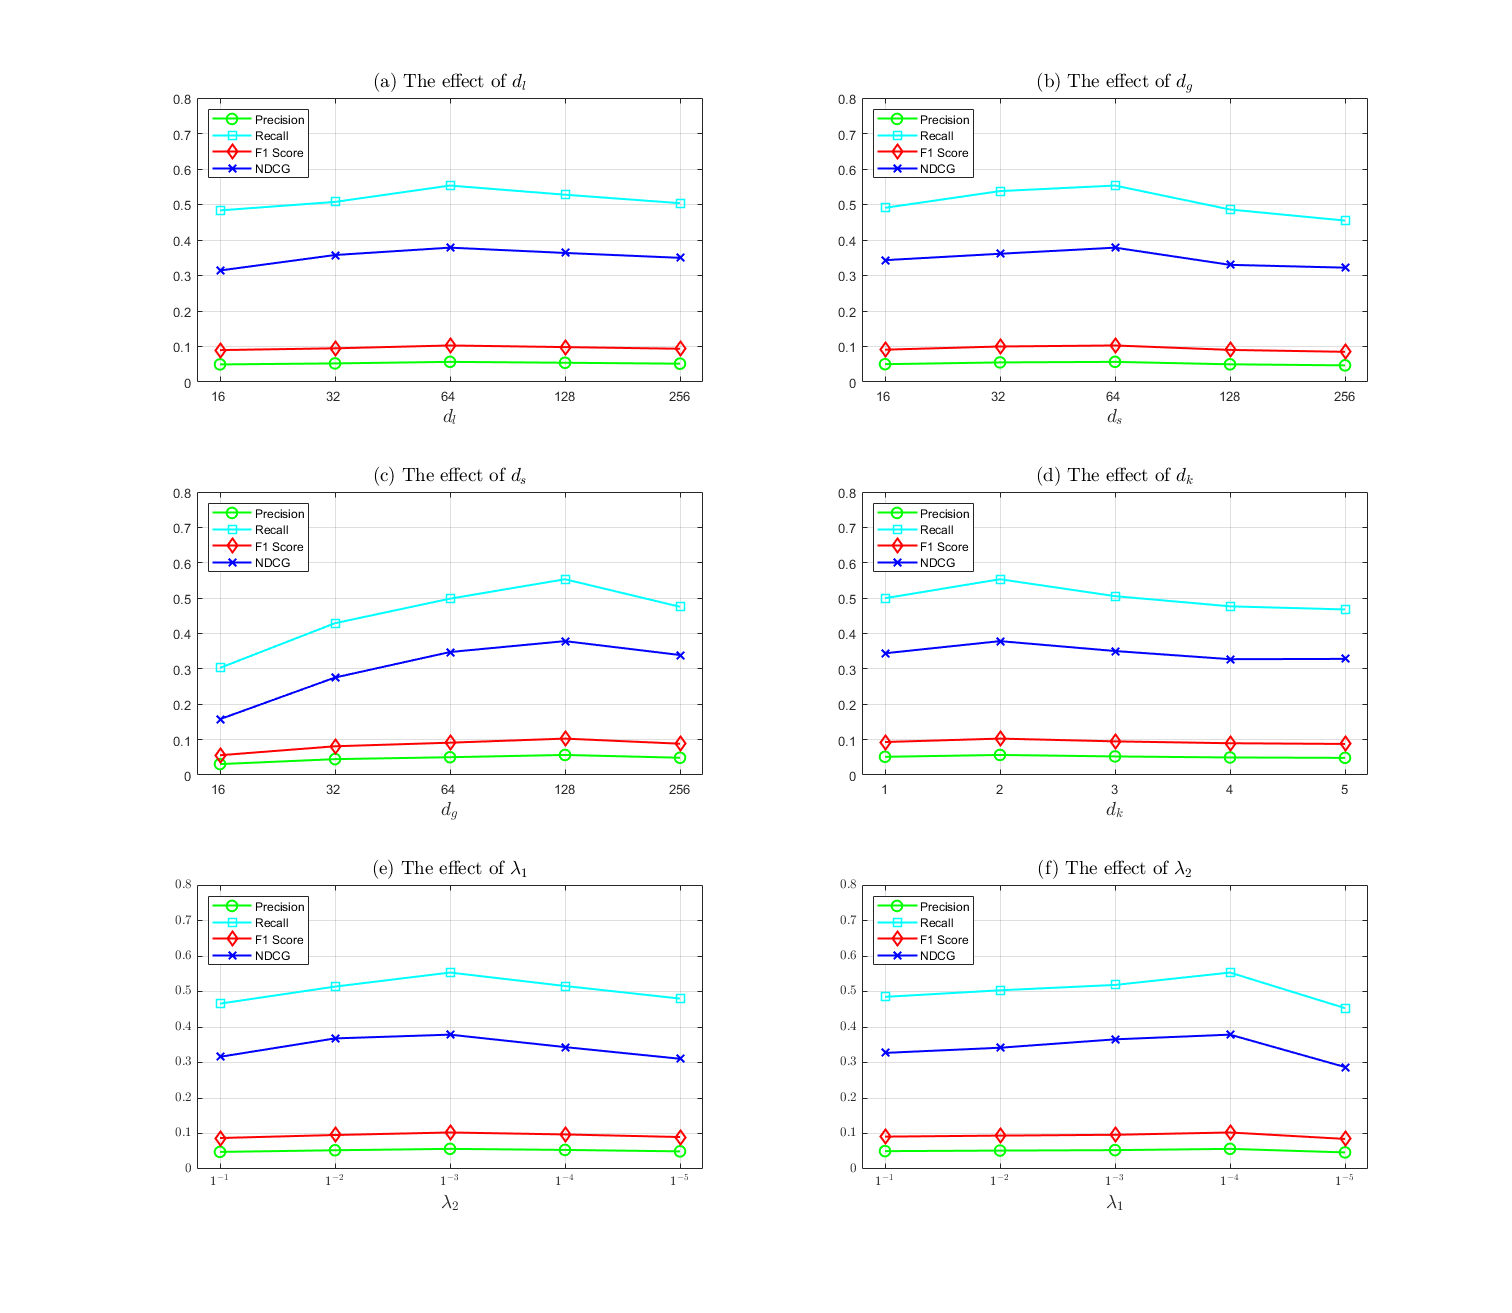 (a) The effect of d_l
0.8
0.7
0.6
0.5
0.4
0.3
0.2
0.1
0
Precision
Recall
F1 Score
NDCG
16 32 64 128 256
d_l
(b) The effect of d_g
0.8
0.7
0.6
0.5
0.4
0.3
0.2
0.1
0
Precision
Recall
F1 Score
NDCG
16 32 64 128 256
d_s
(c) The effect of d_s
0.8
0.7
0.6
0.5
0.4
0.3
0.2
0.1
0
Precision
Recall
F1 Score
NDCG
16 32 64 128 256
d_g
(d) The effect of d_k
0.8
0.7
0.6
0.5
0.4
0.3
0.2
0.1
0
Precision
Recall
F1 Score
NDCG
1 2 3 4 5
d_k
(e) The effect of λ_1
0.8
0.7
0.6
0.5
0.4
0.3
0.2
0.1
0
Precision
Recall
F1 Score
NDCG
1^{-1} 1^{-2} 1^{-3} 1^{-4} 1^{-5}
λ_2
(f) The effect of λ_2
0.8
0.7
0.6
0.5
0.4
0.3
0.2
0.1
0
Precision
Recall
F1 Score
NDCG
1^{-1} 1^{-2} 1^{-3} 1^{-4} 1^{-5}
λ_1